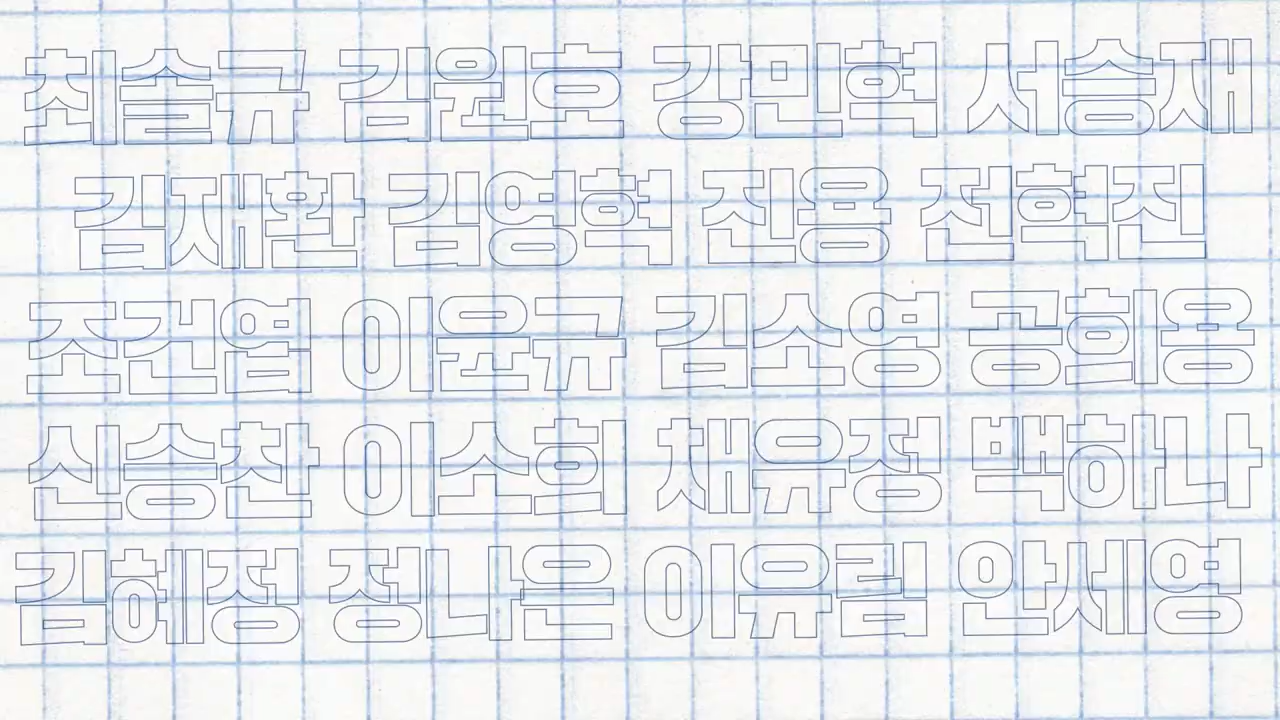 최솔규 김원호 강민혁 서승재
김재환 김영혁 진용 전혁진
조건엽 이윤규 김소영 공희용
신승찬 이소희 채유정 백하나
김혜정 정나은 이유림 안세영